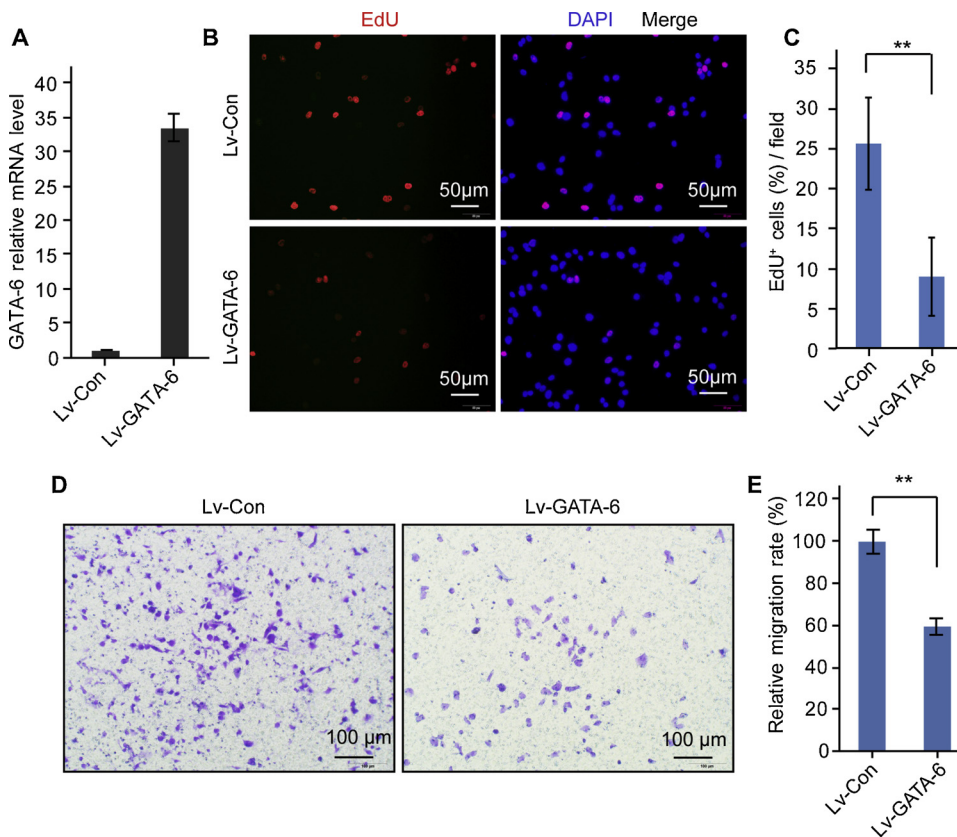 A
GATA-6 relative mRNA level
40
35
30
25
20
15
10
5
0
Lv-Con
Lv-GATA-6
B
EdU
DAPI Merge
Lv-Con
50μm
50μm
Lv-GATA-6
50μm
50μm
C
**
EdU⁺ cells (%) / field
35
30
25
20
15
10
5
0
Lv-Con
Lv-GATA-6
D
Lv-Con
Lv-GATA-6
100 μm
100 μm
100 μm
E
**
Relative migration rate (%)
120
100
80
60
40
20
0
Lv-Con
Lv-GATA-6